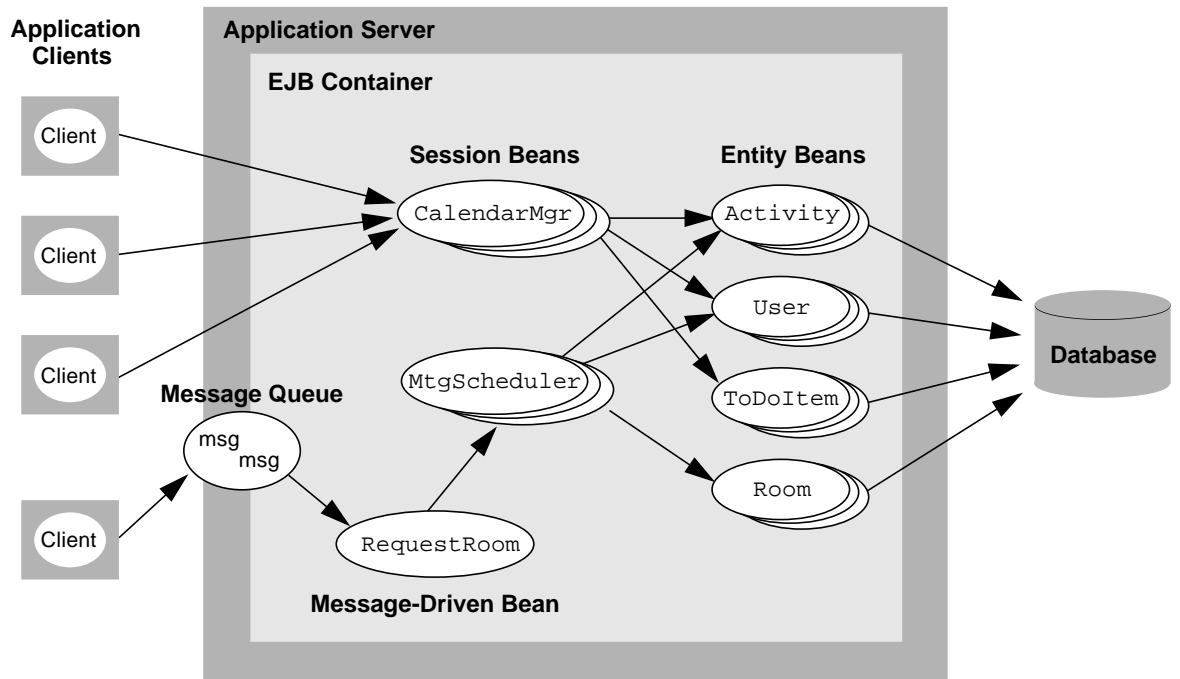 Application
Clients
Application Server
EJB Container
Client
Session Beans
Entity Beans
CalendarMgr
Activity
Client
User
Database
Client
MtgScheduler
ToDoItem
Message Queue
msg
msg
Room
Client
RequestRoom
Message-Driven Bean